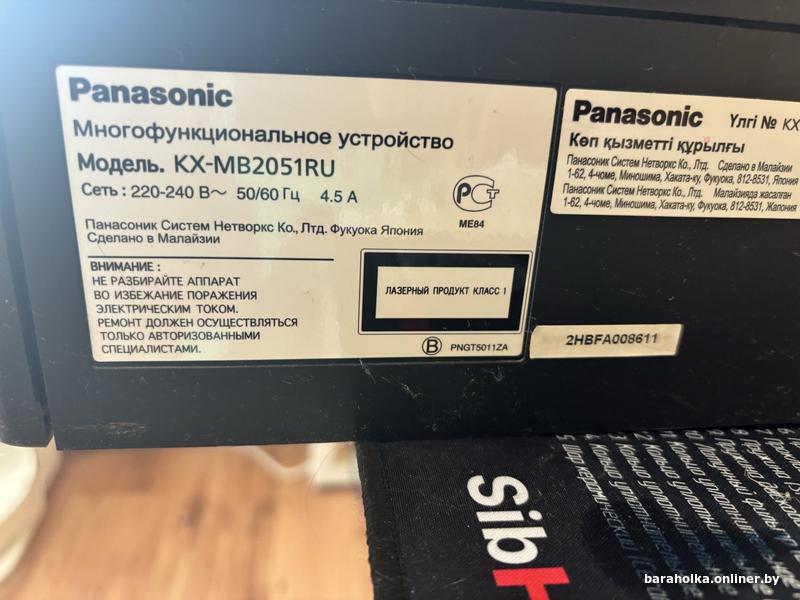 Panasonic
Многофункциональное устройство
Модель. KX-MB2051RU
Сеть : 220-240 В～ 50/60 Гц 4.5 А
Панасоник Систем Нетворкс Ко., Лтд. Фукуока Япония
Сделано в Малайзии
ВНИМАНИЕ :
НЕ РАЗБИРАЙТЕ АППАРАТ
ВО ИЗБЕЖАНИЕ ПОРАЖЕНИЯ
ЭЛЕКТРИЧЕСКИМ ТОКОМ.
РЕМОНТ ДОЛЖЕН ОСУЩЕСТВЛЯТЬСЯ
ТОЛЬКО АВТОРИЗОВАННЫМИ
СПЕЦИАЛИСТАМИ.
РСТ
ME84
ЛАЗЕРНЫЙ ПРОДУКТ КЛАСС 1
B PNGT5011ZA
Panasonic Үлгі № KX
Көп қызметті құрылғы
Панасоник Систем Нетворкс Ко., Лтд. Сделано в Малайзии
1-62, 4-чоме, Миношима, Хаката-ку, Фукуока, 812-8531, Япония
Панасоник Систем Нетворкс Ко., Лтд. Малайзияда жасалған
1-62, 4-чоме, Миношима, Хаката-ку, Фукуока, 812-8531, Жапония
2HBFA008611
SibH
baraholka.onliner.by